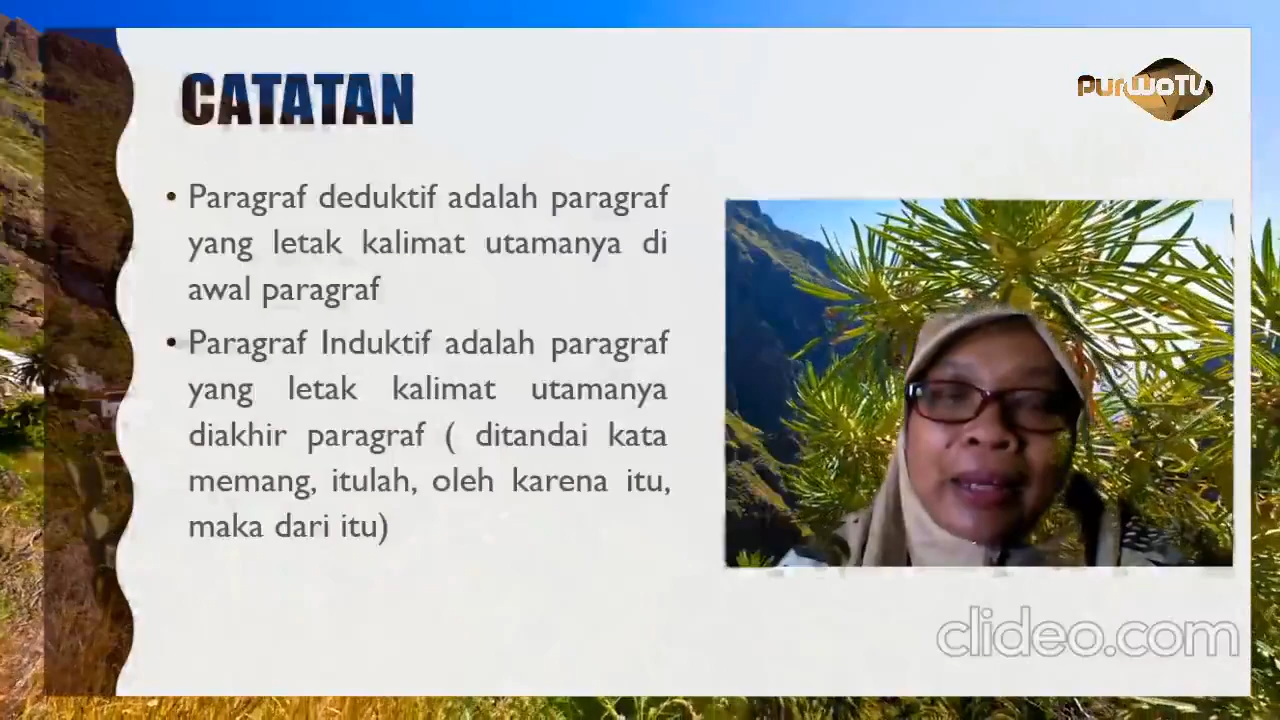 CATATAN
PurWoTV
• Paragraf deduktif adalah paragraf
yang letak kalimat utamanya di
awal paragraf
• Paragraf Induktif adalah paragraf
yang letak kalimat utamanya
diakhir paragraf ( ditandai kata
memang, itulah, oleh karena itu,
maka dari itu)
clideo.com